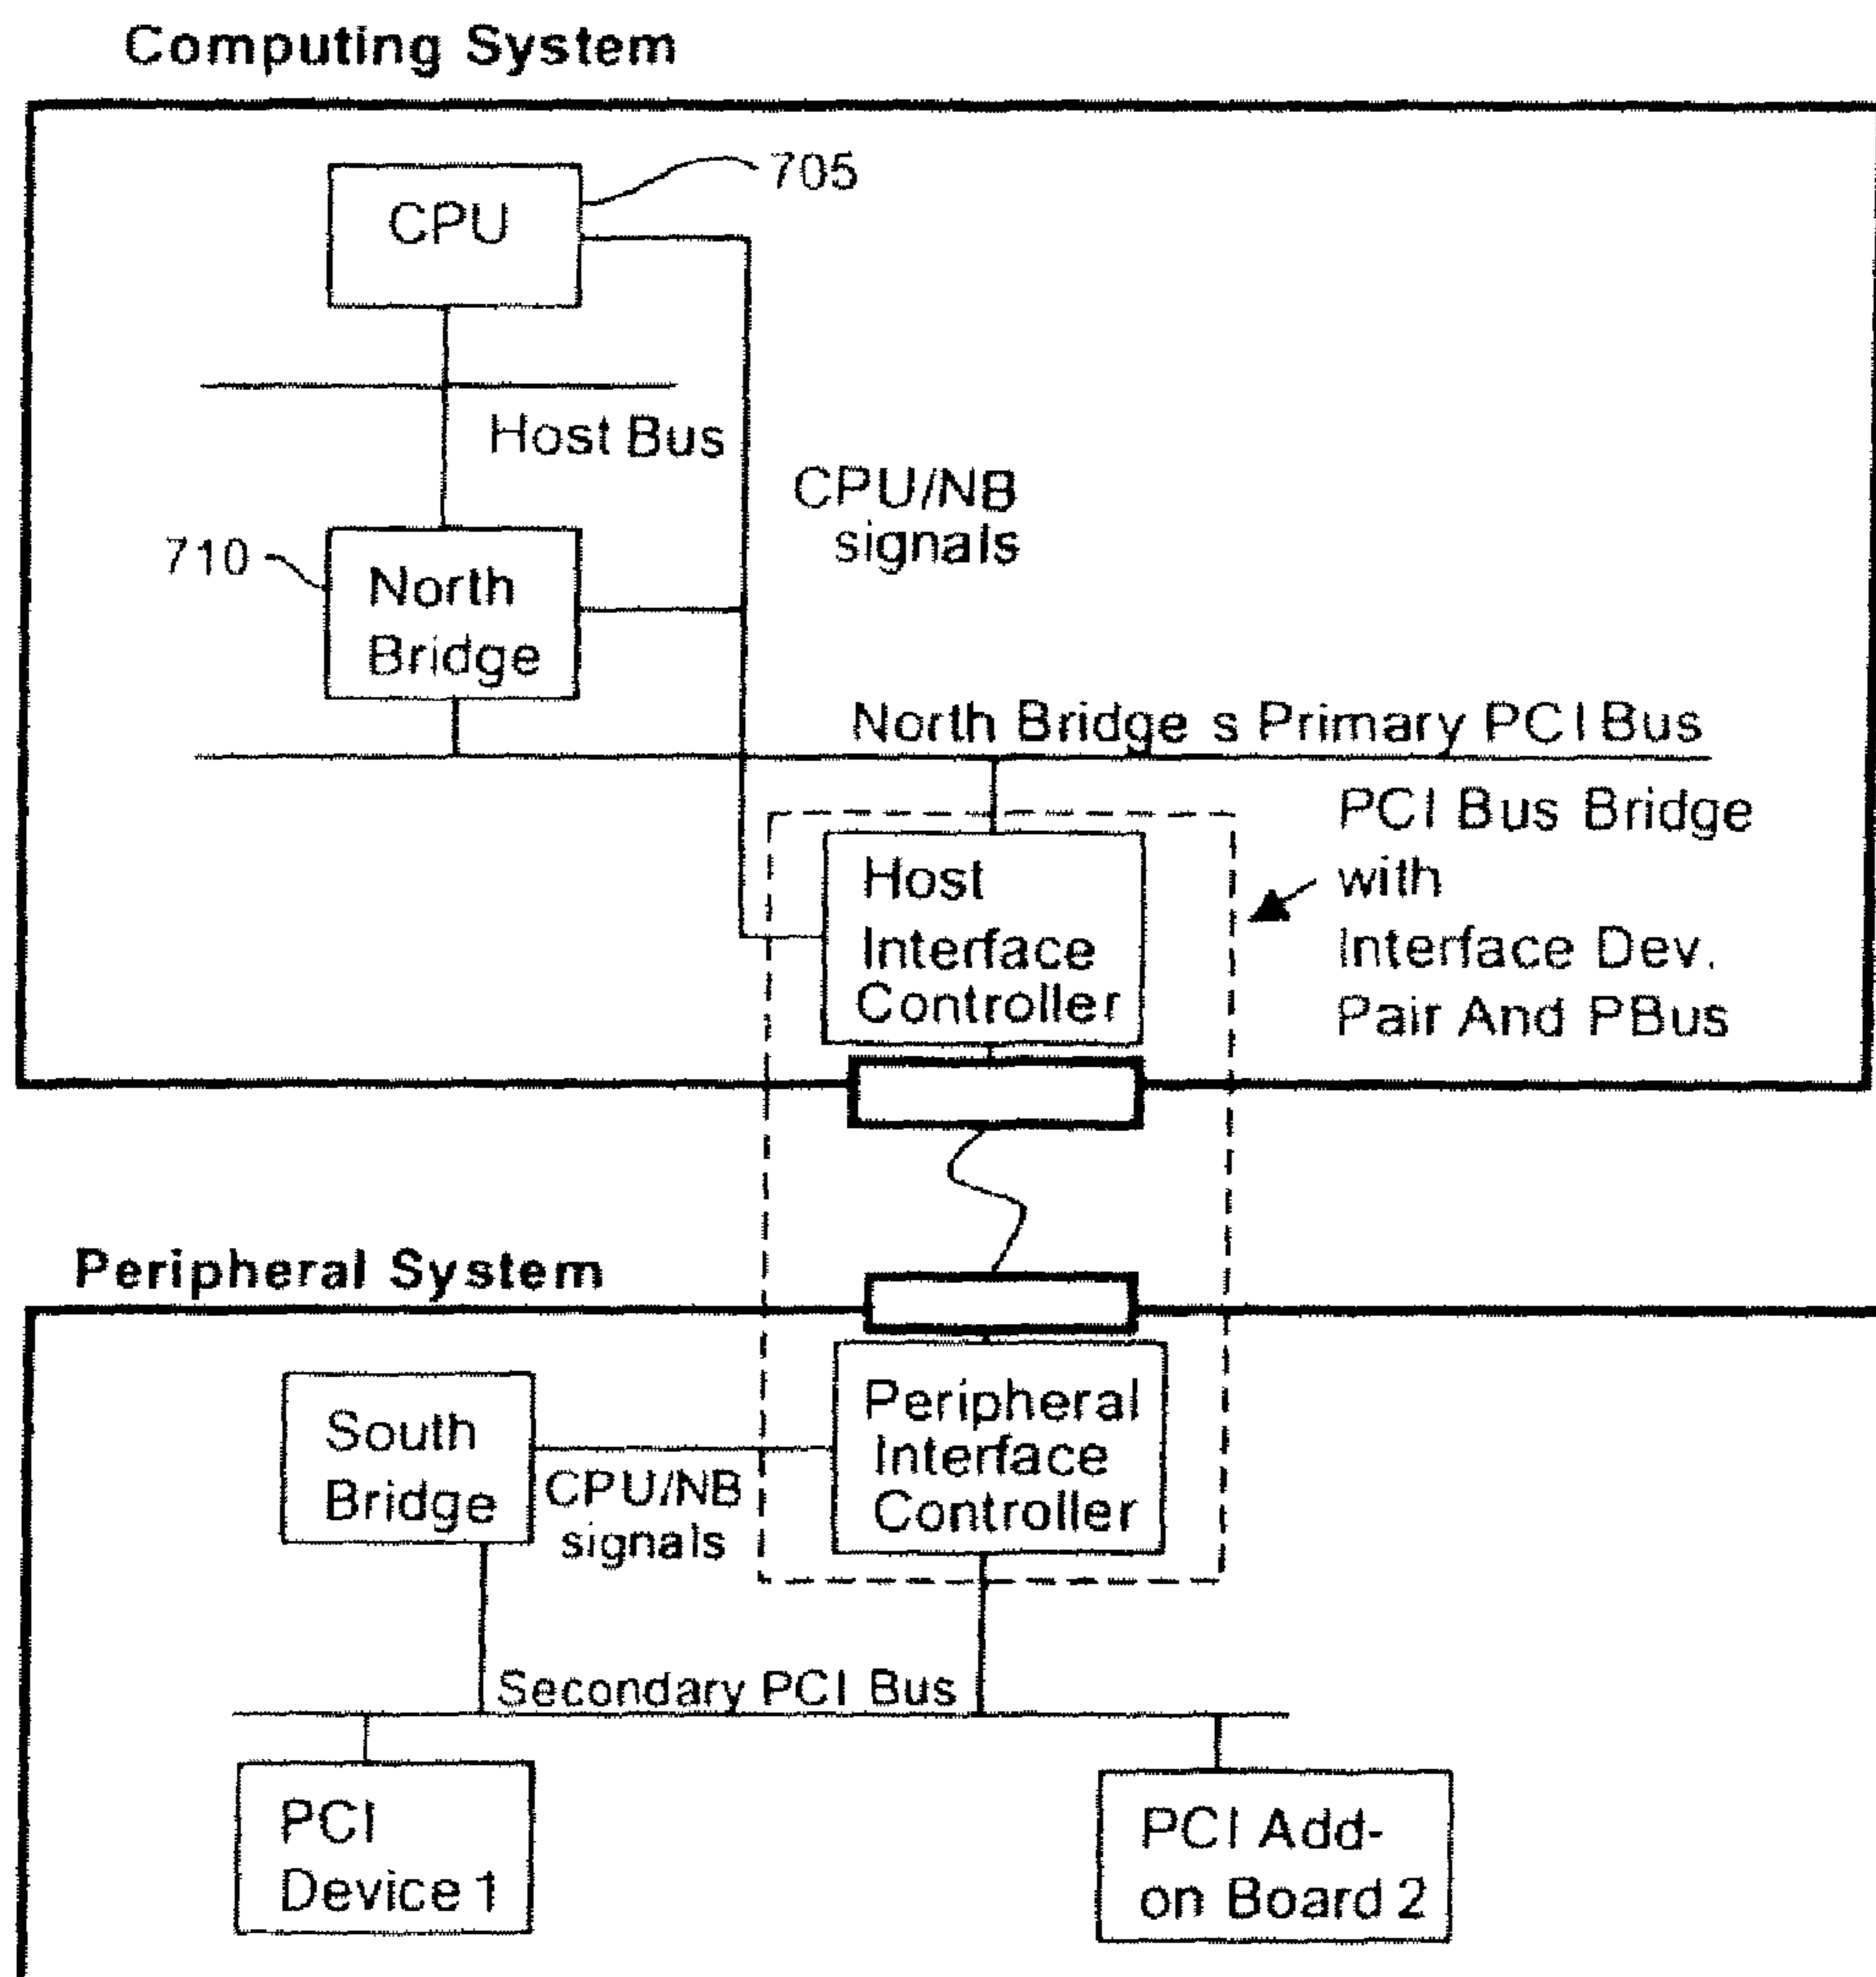 Computing System
705
CPU
Host Bus
CPU/NB
signals
710
North
Bridge
North Bridge s Primary PCI Bus
PCI Bus Bridge
with
Interface Dev.
Pair And PBus
Host
Interface
Controller
Peripheral System
South
Bridge
CPU/NB
signals
Peripheral
Interface
Controller
Secondary PCI Bus
PCI
Device 1
PCI Add-
on Board 2